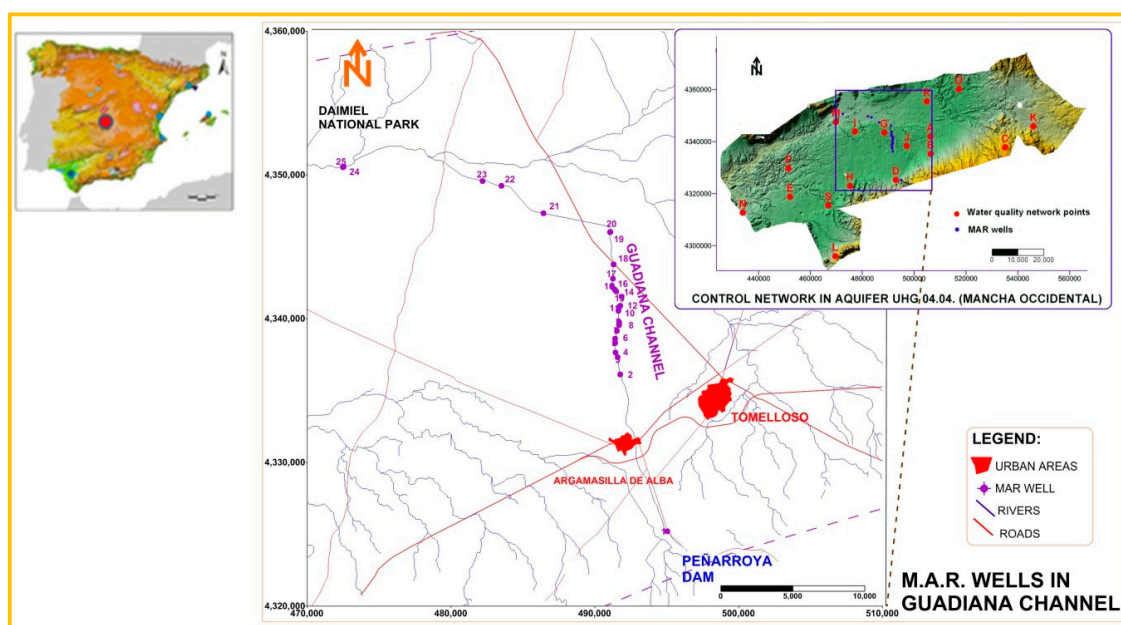 4,360,000
4,350,000
4,340,000
4,330,000
4,320,000
470,000
480,000
490,000
500,000
510,000
N
N
DAIMIEL
NATIONAL PARK
25
24
23
22
21
20
19
18
17
16
14
12
10
8
6
4
2
GUADIANA CHANNEL
TOMELLOSO
ARGAMASILLA DE ALBA
PEÑARROYA
DAM
5,000
10,000
0
N
4360000
4340000
4320000
4300000
440000
460000
480000
500000
520000
540000
560000
M
I
G
J
R
O
A
B
K
C
D
H
E
S
N
L
Water quality network points
MAR wells
0
10.000
20.000
CONTROL NETWORK IN AQUIFER UHG 04.04. (MANCHA OCCIDENTAL)
LEGEND:
URBAN AREAS
MAR WELL
RIVERS
ROADS
M.A.R. WELLS IN
GUADIANA CHANNEL